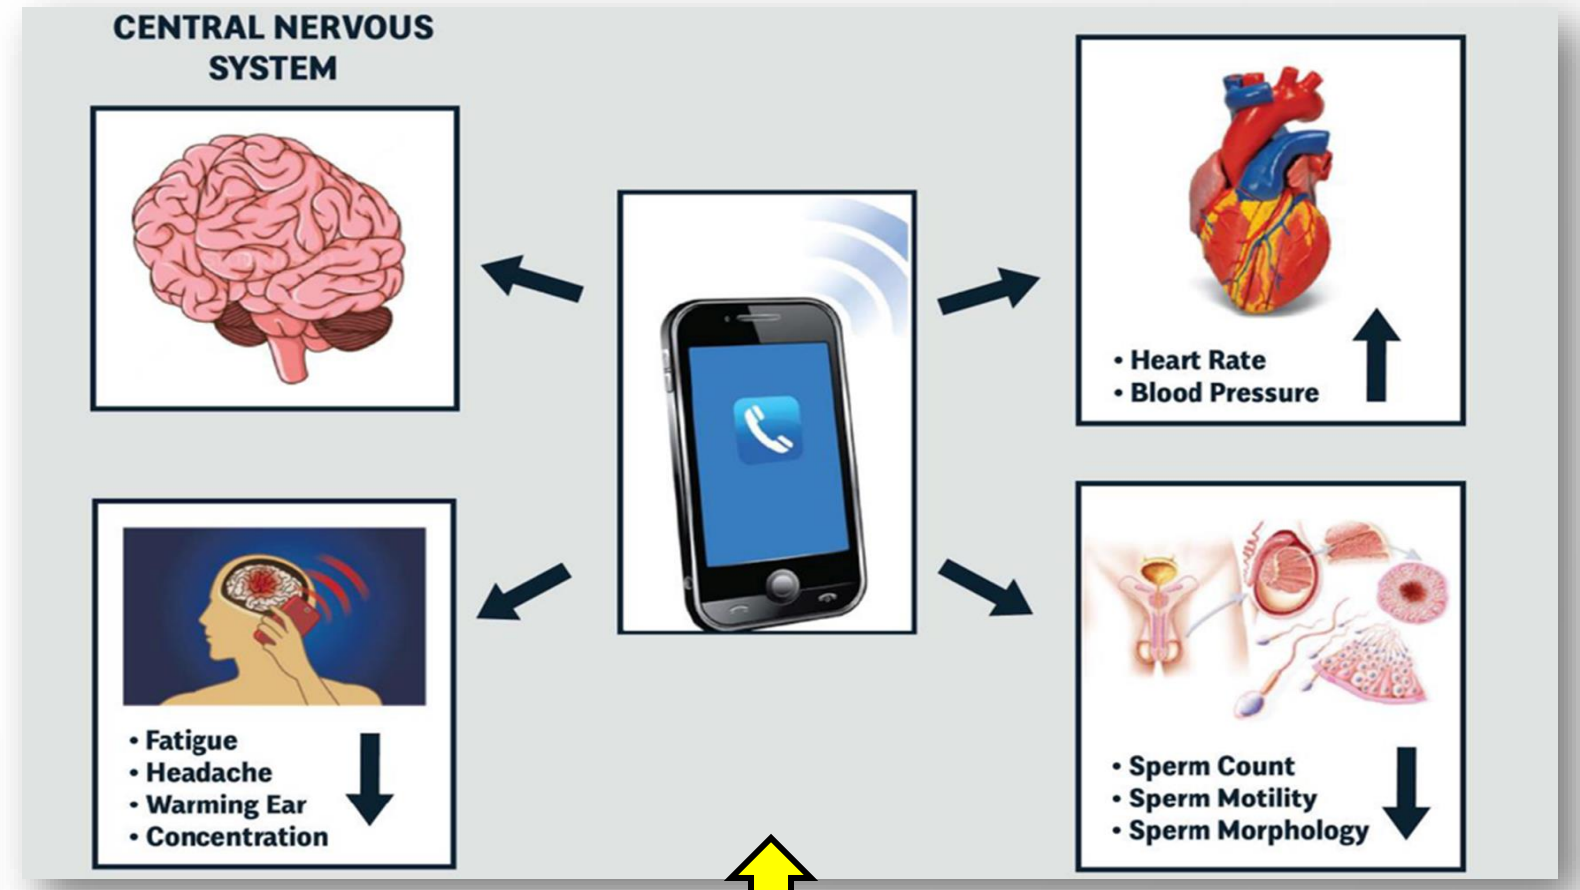 CENTRAL NERVOUS
SYSTEM
• Heart Rate
• Blood Pressure
• Fatigue
• Headache
• Warming Ear
• Concentration
• Sperm Count
• Sperm Motility
• Sperm Morphology